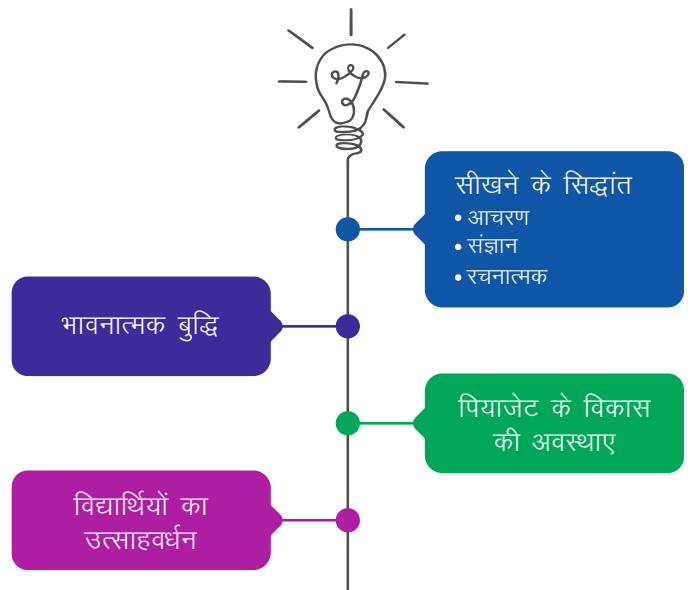 सीखने के सिद्धांत
• आचरण
• संज्ञान
• रचनात्मक
भावनात्मक बुद्धि
पियाजेट के विकास
की अवस्थाए
विद्यार्थियों का
उत्साहवर्धन